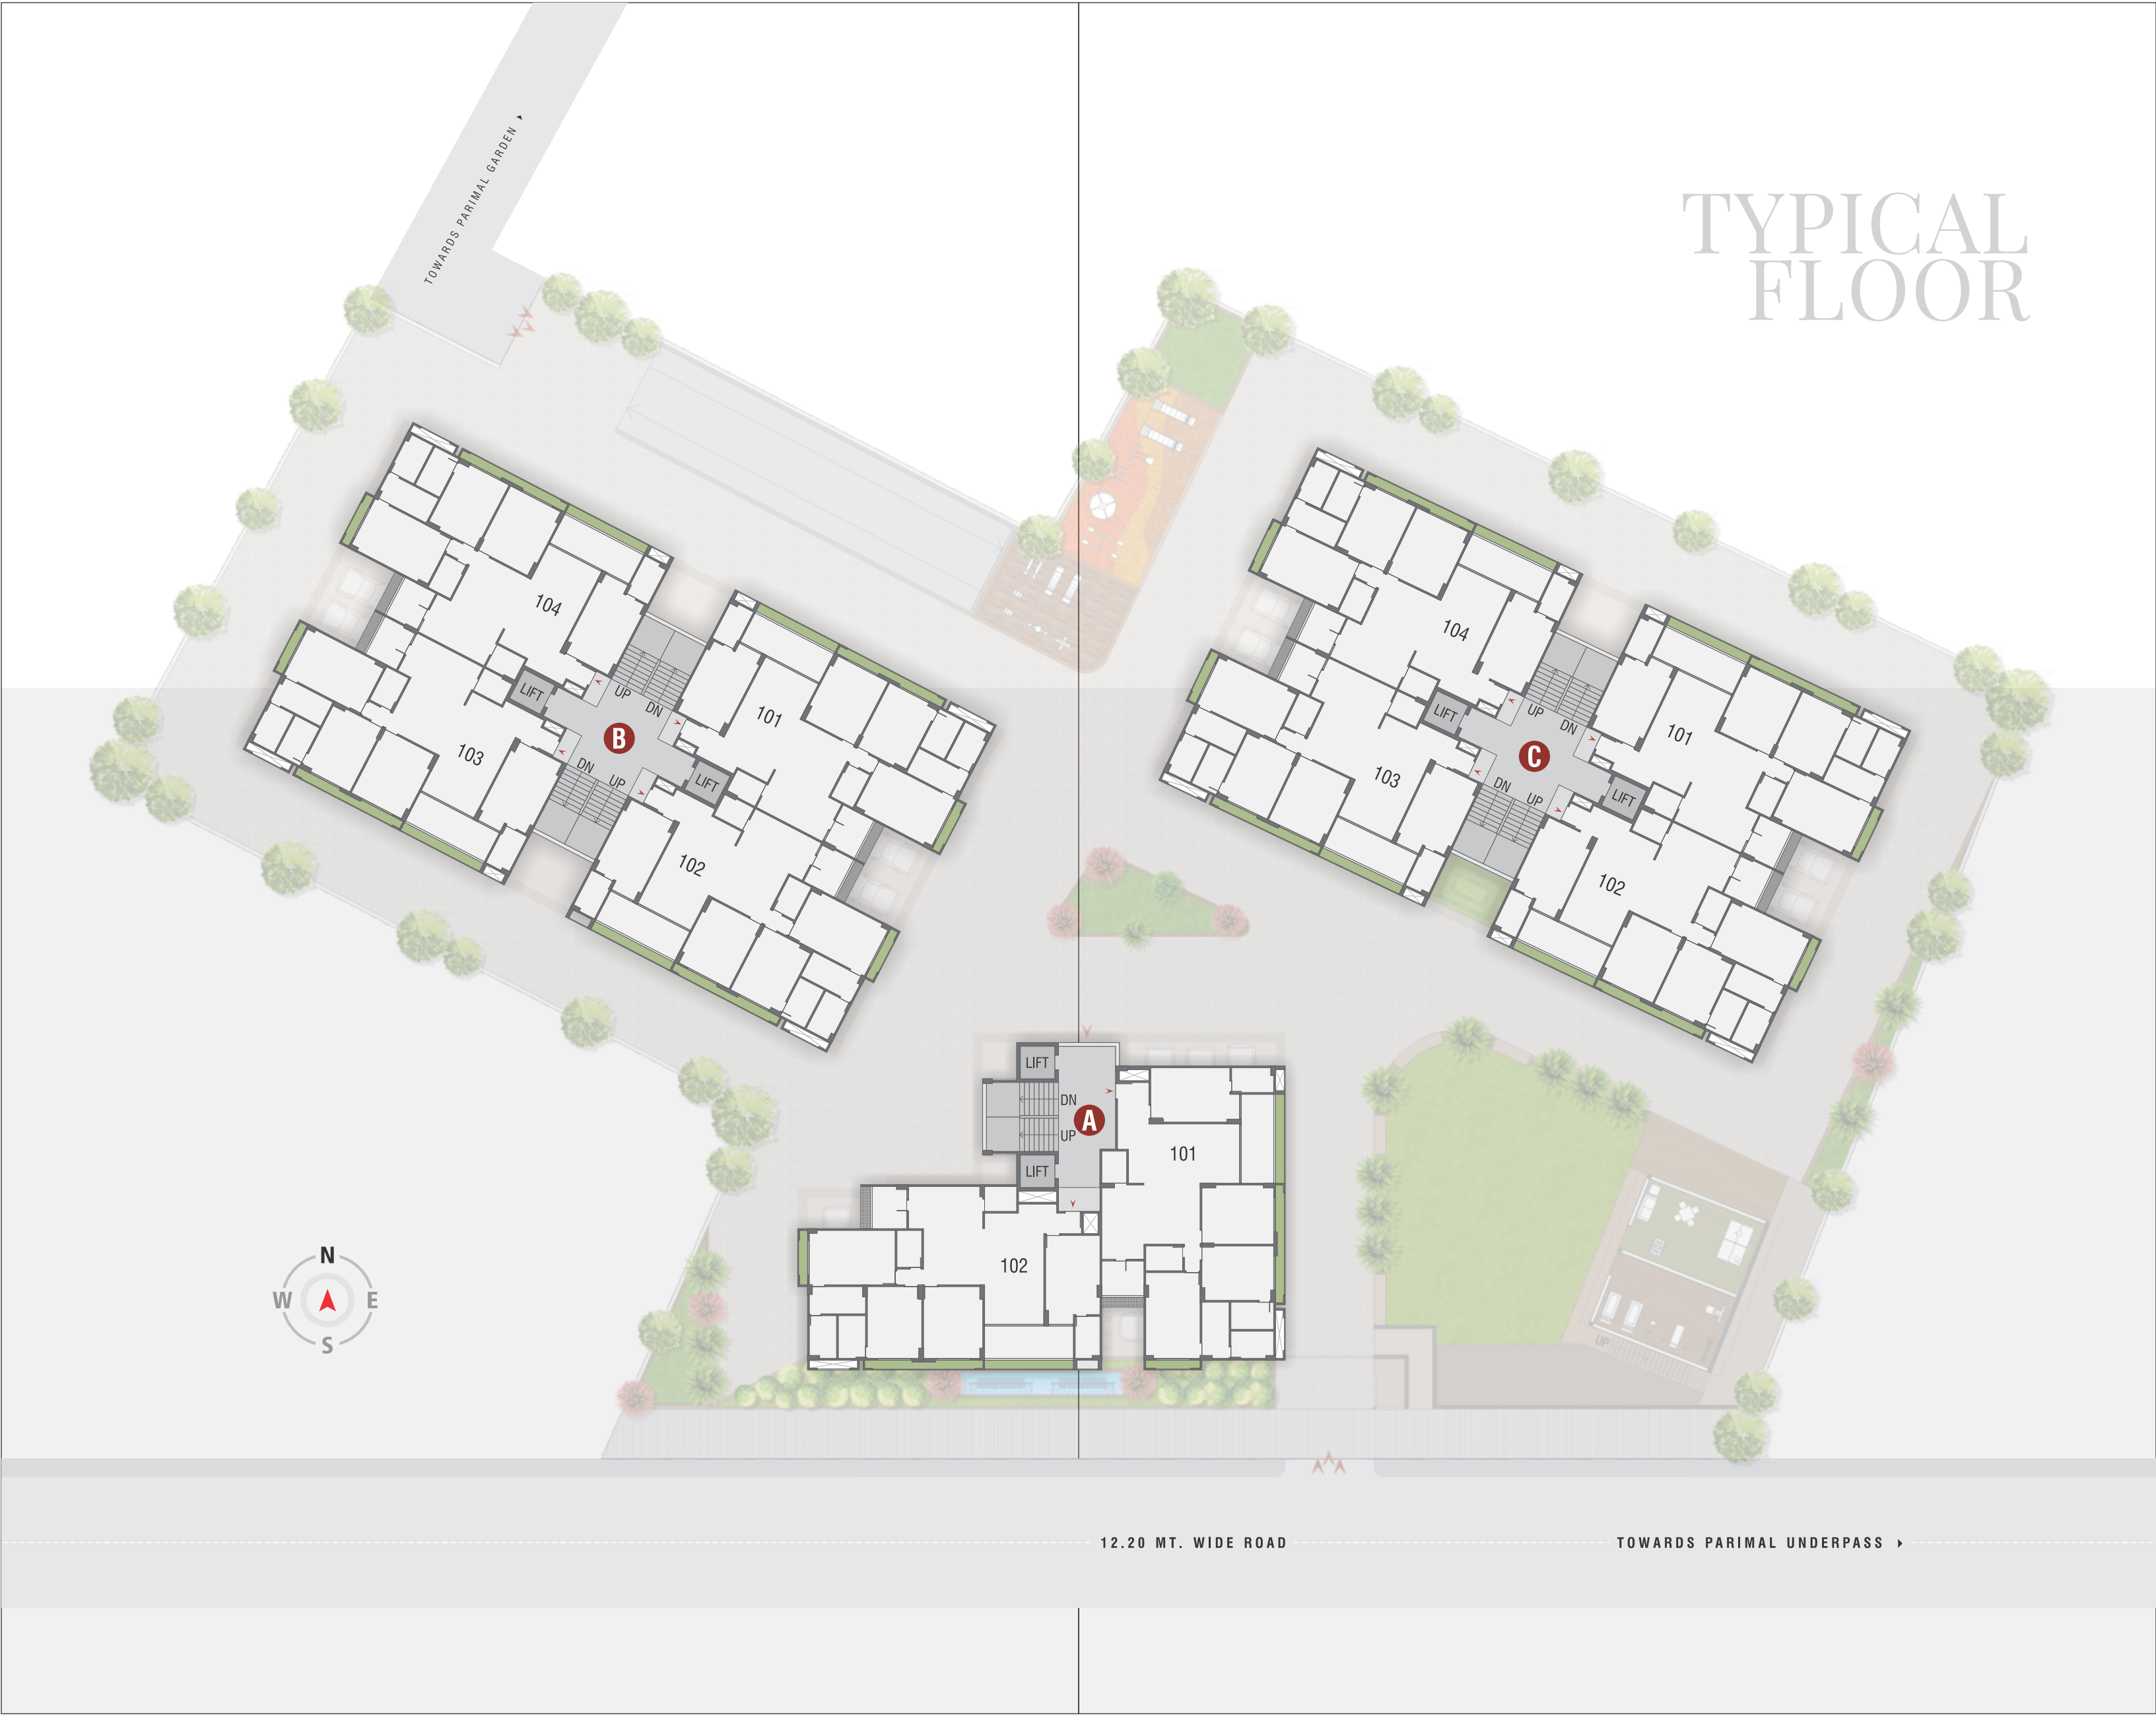 TOWARDS PARIMAL GARDEN
TYPICAL
FLOOR
104
101
LIFT
UP
DN
B
103
DN
UP
LIFT
102
104
101
LIFT
UP
DN
C
103
DN
UP
LIFT
102
LIFT
DN
A
UP
101
LIFT
102
N
W
E
S
UP
12.20 MT. WIDE ROAD
TOWARDS PARIMAL UNDERPASS